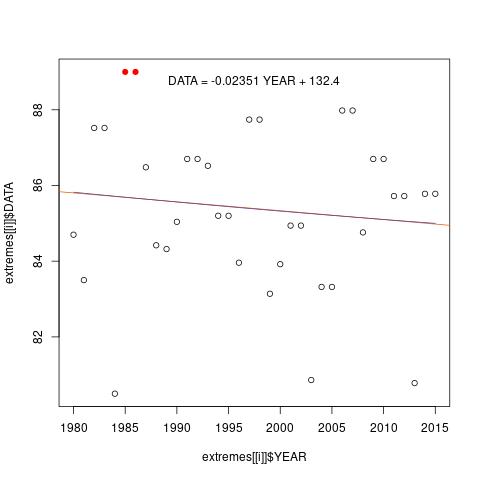 DATA = -0.02351 YEAR + 132.4
88
86
84
82
extremes[[i]]$DATA
1980 1985 1990 1995 2000 2005 2010 2015
extremes[[i]]$YEAR